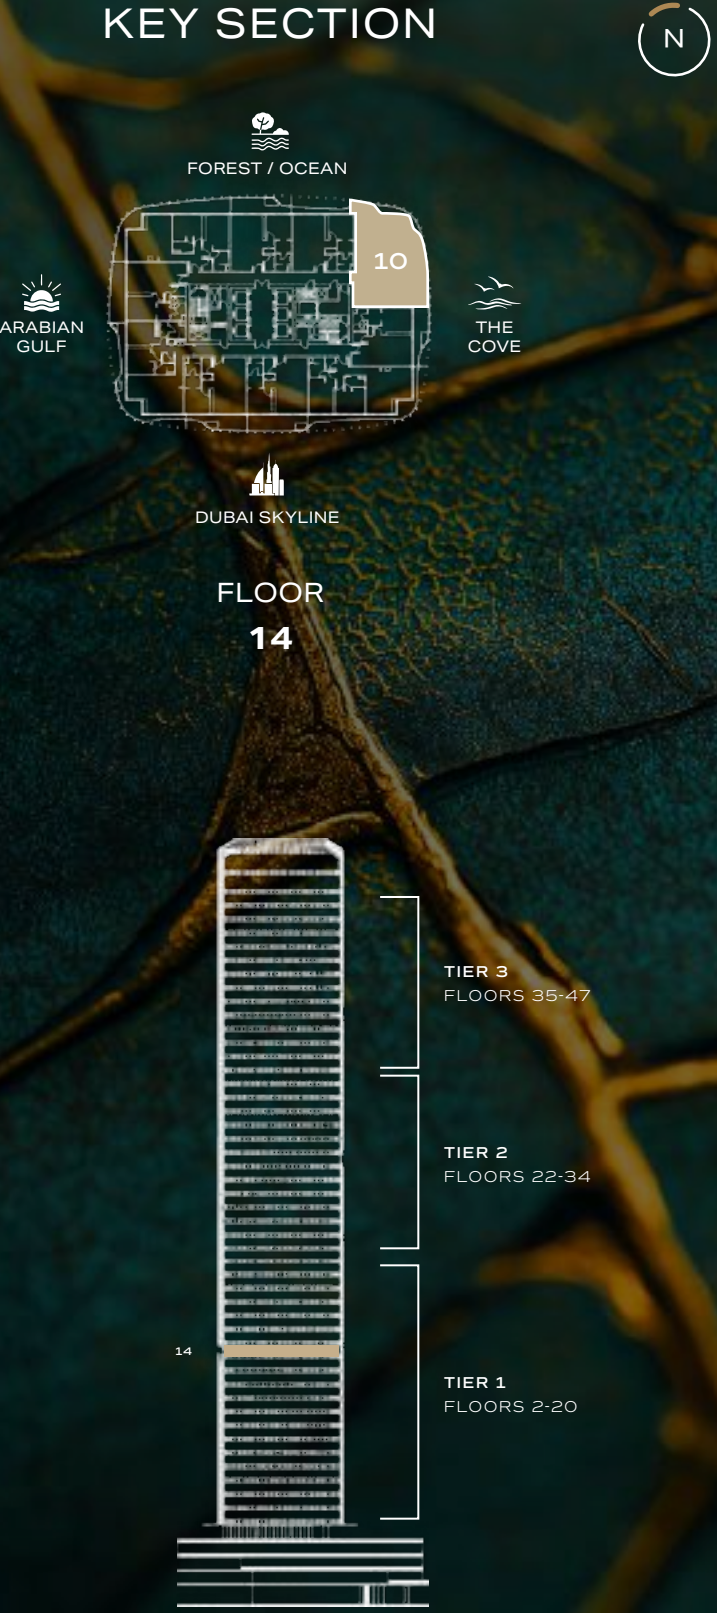 KEY SECTION
N
FOREST / OCEAN
10
ARABIAN
GULF
THE
COVE
DUBAI SKYLINE
FLOOR
14
TIER 3
FLOORS 35-47
TIER 2
FLOORS 22-34
14
TIER 1
FLOORS 2-20